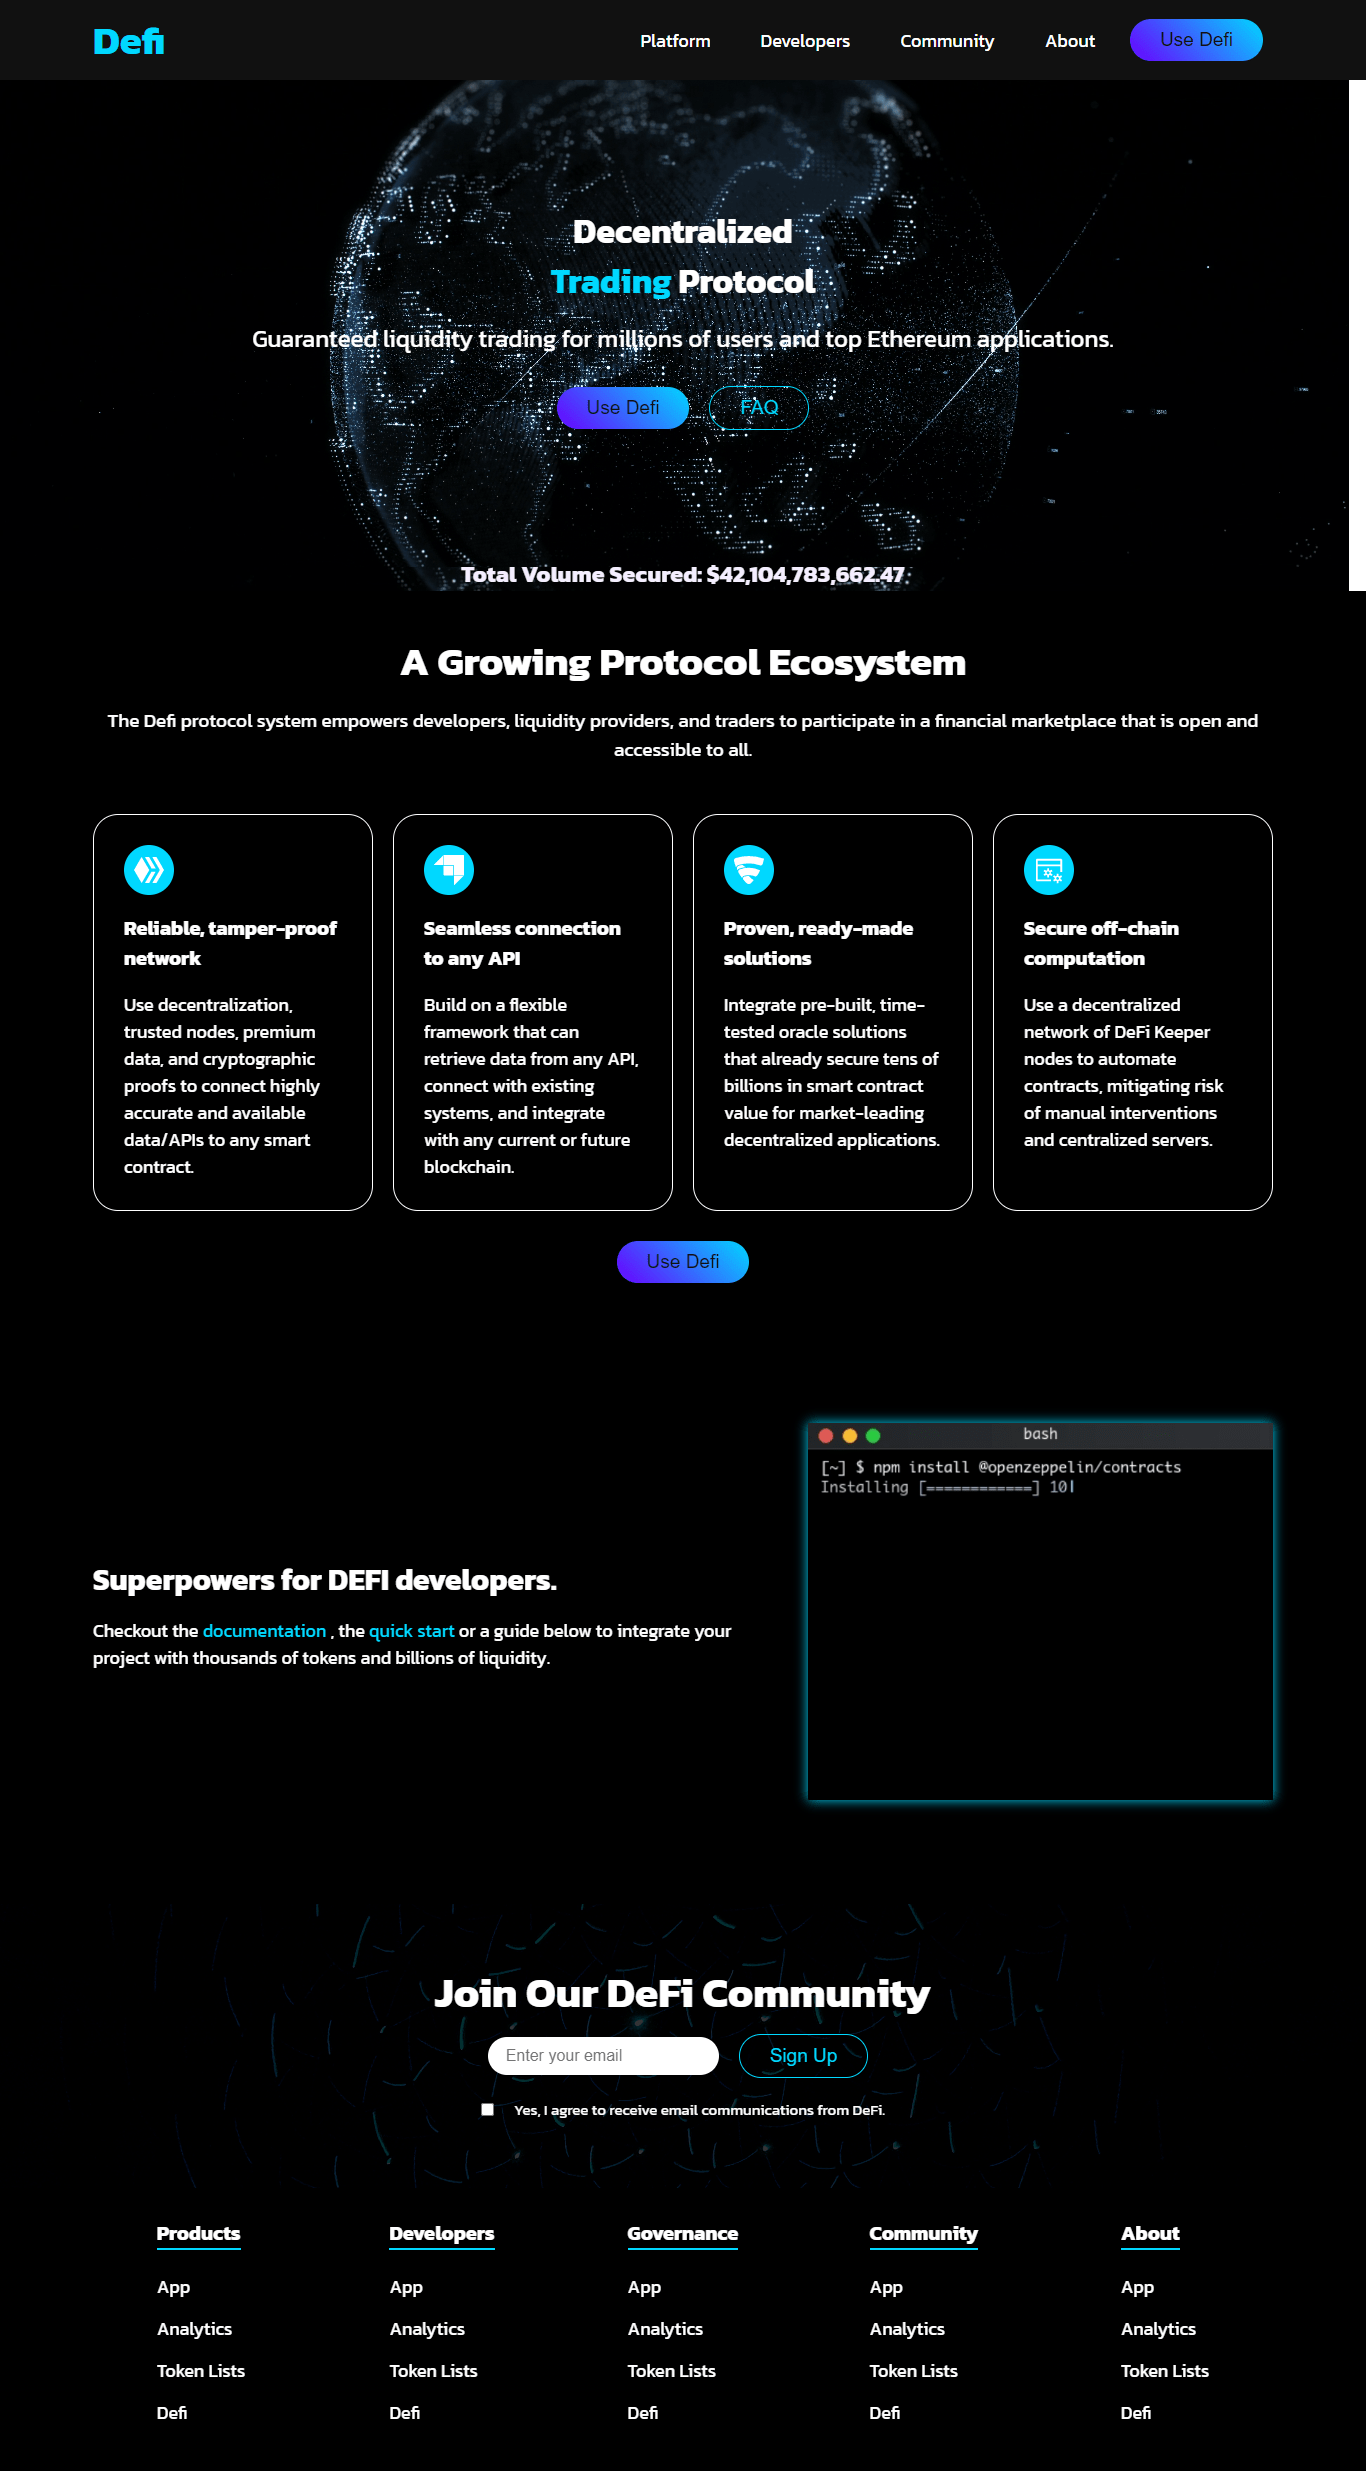 Defi
Platform
Developers
Community
About
Use Defi
Decentralized
Trading Protocol
Guaranteed liquidity trading for millions of users and top Ethereum applications.
Use Defi
FAQ
Total Volume Secured: $42,104,783,662.47
A Growing Protocol Ecosystem
The Defi protocol system empowers developers, liquidity providers, and traders to participate in a financial marketplace that is open and
accessible to all.
Reliable, tamper-proof
network
Use decentralization,
trusted nodes, premium
data, and cryptographic
proofs to connect highly
accurate and available
data/APIs to any smart
contract.
Seamless connection
to any API
Build on a flexible
framework that can
retrieve data from any API,
connect with existing
systems, and integrate
with any current or future
blockchain.
Proven, ready-made
solutions
Integrate pre-built, time-
tested oracle solutions
that already secure tens of
billions in smart contract
value for market-leading
decentralized applications.
Secure off-chain
computation
Use a decentralized
network of DeFi Keeper
nodes to automate
contracts, mitigating risk
of manual interventions
and centralized servers.
Use Defi
bash
[~] $ npm install @openzeppelin/contracts
Installing [============] 10
Superpowers for DEFI developers.
Checkout the documentation , the quick start or a guide below to integrate your
project with thousands of tokens and billions of liquidity.
Join Our DeFi Community
Enter your email
Sign Up
Yes, I agree to receive email communications from DeFi.
Products
App
Analytics
Token Lists
Defi
Developers
App
Analytics
Token Lists
Defi
Governance
App
Analytics
Token Lists
Defi
Community
App
Analytics
Token Lists
Defi
About
App
Analytics
Token Lists
Defi